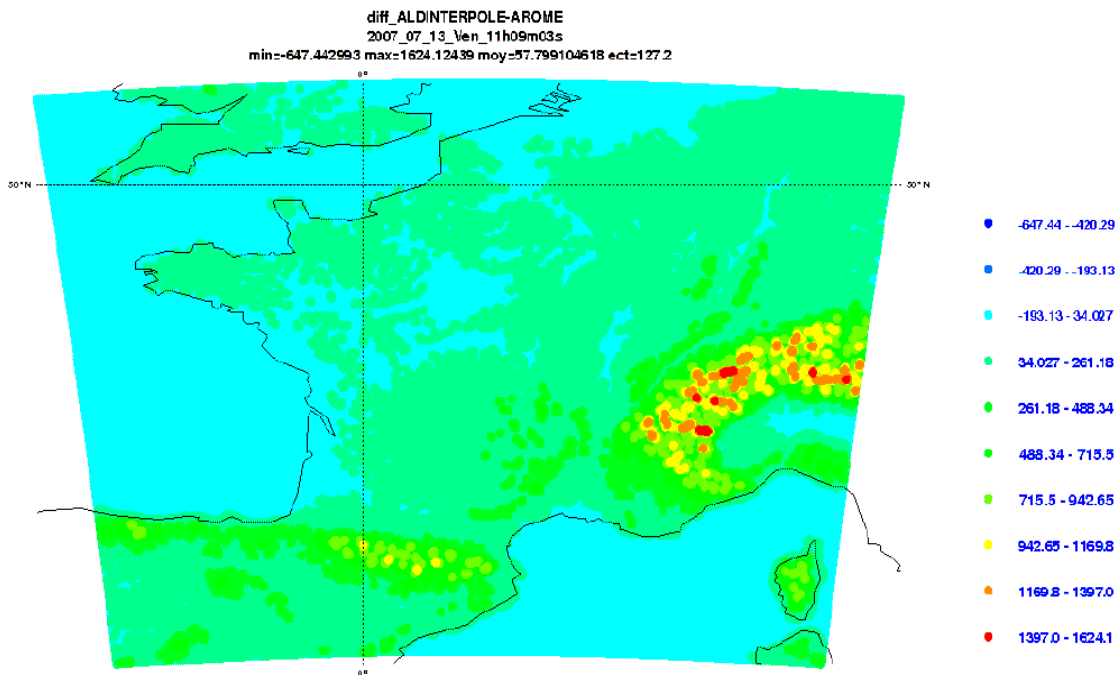 diff_ALDINTERPOLE-AROME
2007_07_13_Ven_11h09m03s
min=-647.442993 max=1624.12439 moy=57.799104618 ect=127.2
0°
50°N
50°N
-647.44 - -420.29
-420.29 - -193.13
-193.13 - 34.027
34.027 - 261.18
261.18 - 488.34
488.34 - 715.5
715.5 - 942.65
942.65 - 1169.8
1169.8 - 1397.0
1397.0 - 1624.1
0°